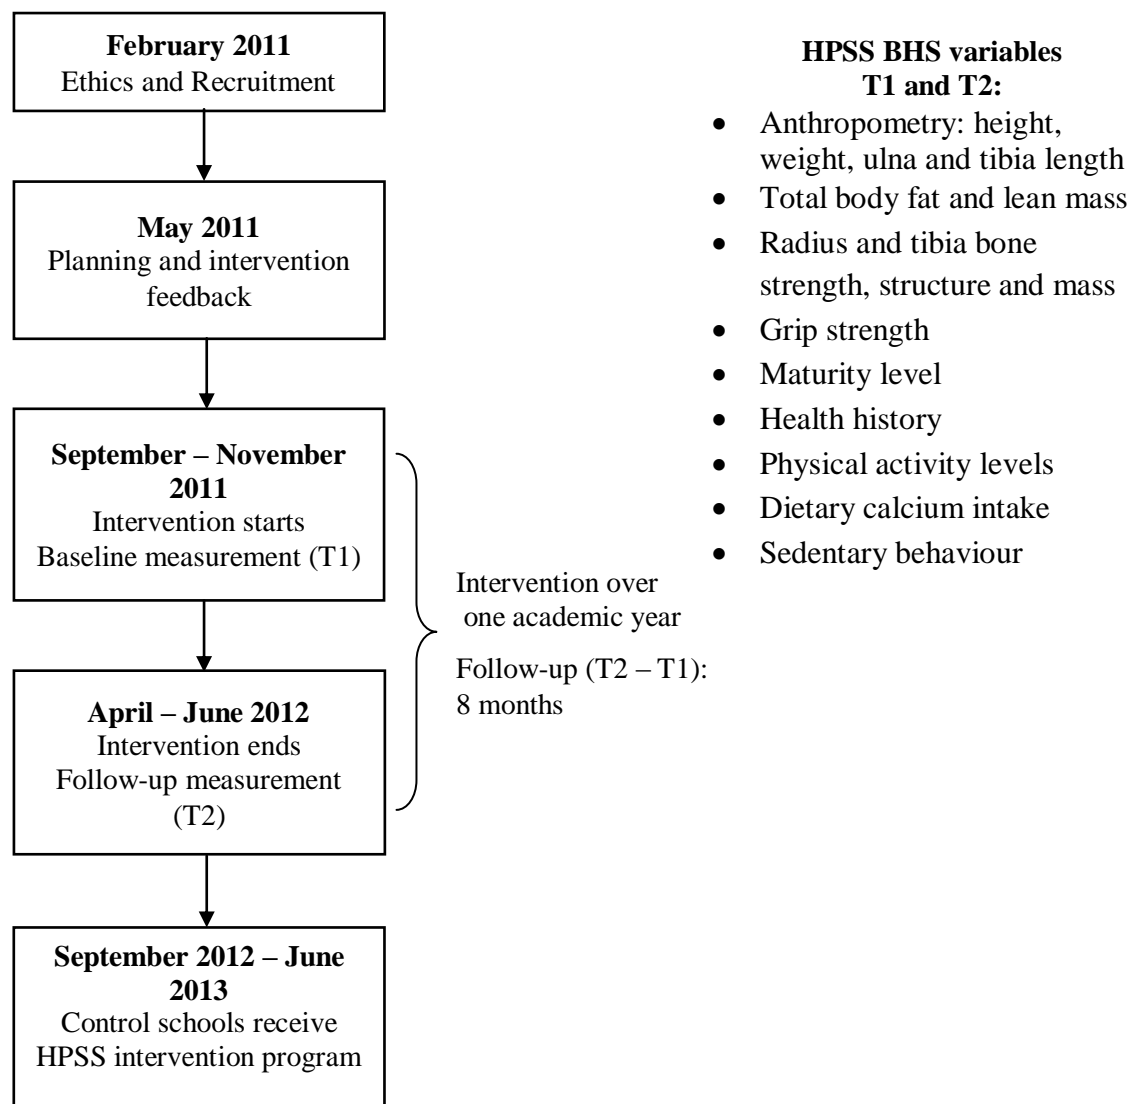 February 2011
Ethics and Recruitment
May 2011
Planning and intervention
feedback
September – November
2011
Intervention starts
Baseline measurement (T1)
April – June 2012
Intervention ends
Follow-up measurement
(T2)
September 2012 – June
2013
Control schools receive
HPSS intervention program
Intervention over
one academic year
Follow-up (T2 – T1):
8 months
HPSS BHS variables
T1 and T2:
• Anthropometry: height,
weight, ulna and tibia length
• Total body fat and lean mass
• Radius and tibia bone
strength, structure and mass
• Grip strength
• Maturity level
• Health history
• Physical activity levels
• Dietary calcium intake
• Sedentary behaviour